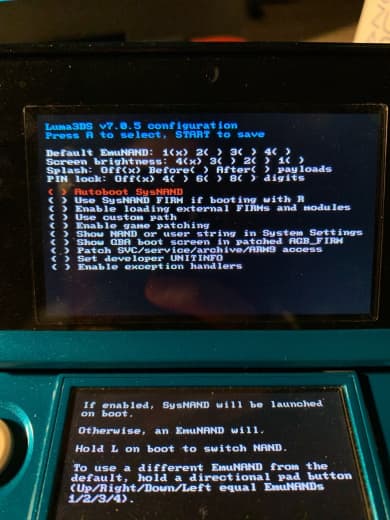 Luma3DS v7.0.5 configuration
Press A to select, START to save
Default EmuNAND: 1(x) 2( ) 3( ) 4( )
Screen brightness: 4(x) 3( ) 2( ) 1( )
Splash: Off(x) Before( ) After( ) payloads
PIN lock: Off(x) 4( ) 6( ) 8( ) digits
( ) Autoboot SysNAND
( ) Use SysNAND FIRM if booting with R
( ) Enable loading external FIRMs and modules
( ) Use custom path
( ) Enable game patching
( ) Show NAND or user string in System Settings
( ) Show GBA boot screen in patched AGB_FIRM
( ) Patch SVC/service/archive/ARM9 access
( ) Set developer UNITINFO
( ) Enable exception handlers
If enabled, SysNAND will be launched
on boot.
Otherwise, an EmuNAND will.
Hold L on boot to switch NAND.
To use a different EmuNAND from the
default, hold a directional pad button
(Up/Right/Down/Left equal EmuNANDs
1/2/3/4).